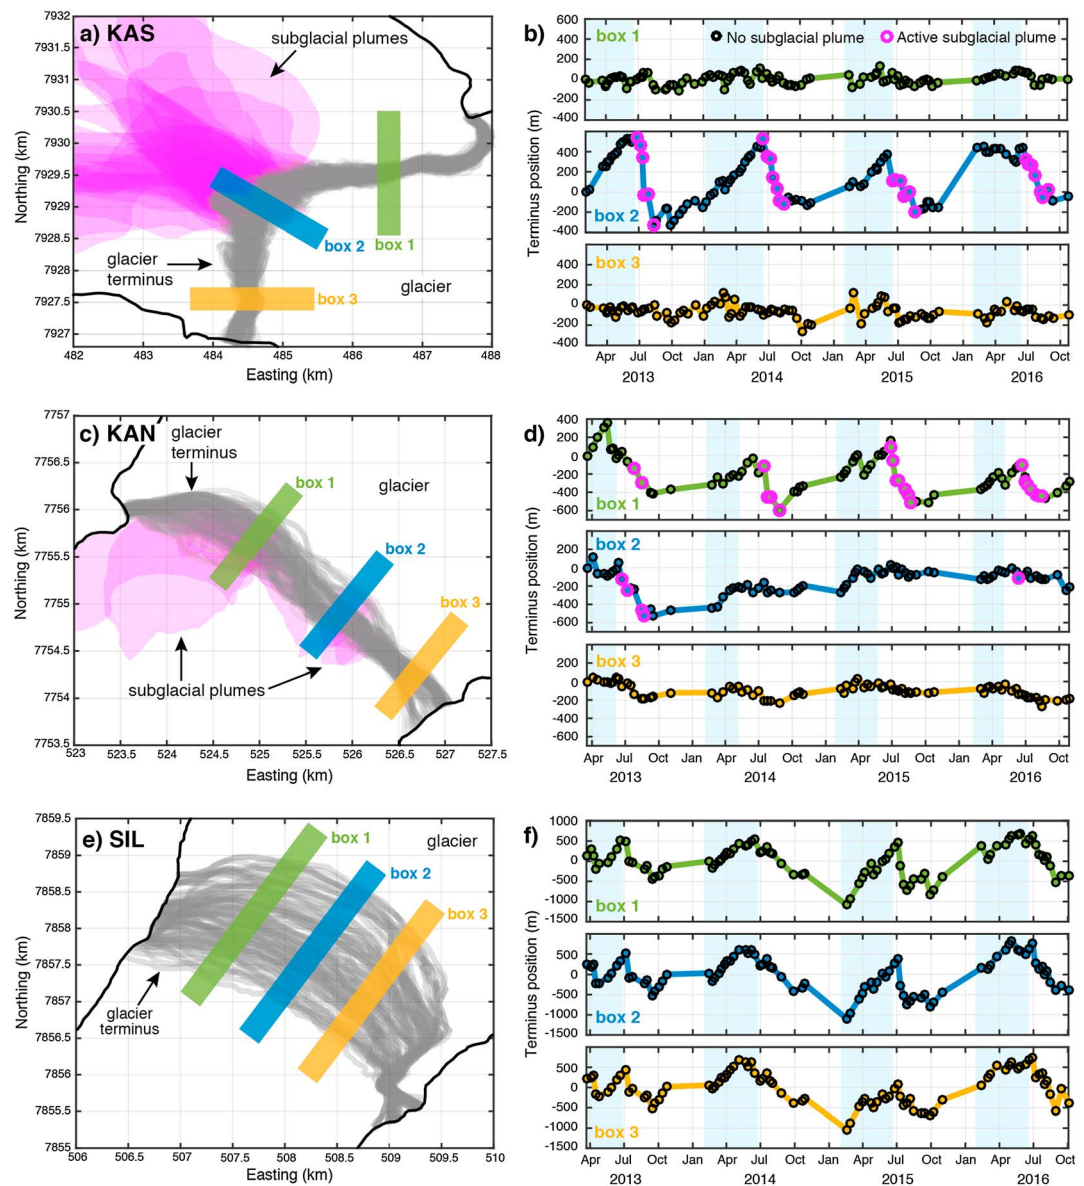 a) KAS
subglacial plumes
glacier
terminus
box 1
box 2
box 3
glacier
7932
7931.5
7931
7930.5
7930
7929.5
7929
7928.5
7928
7927.5
7927
Northing (km)
482 483 484 485 486 487 488
Easting (km)
b)
box 1
No subglacial plume
Active subglacial plume
600
400
200
0
-200
-400
box 2
400
200
0
-200
-400
box 3
400
200
0
-200
-400
Terminus position (m)
Apr Jul Oct Jan Apr Jul Oct Jan Apr Jul Oct Jan Apr Jul Oct
2013 2014 2015 2016
c) KAN
glacier
terminus
glacier
box 1
box 2
box 3
subglacial plumes
7757
7756.5
7756
7755.5
7755
7754.5
7754
7753.5
Northing (km)
523 523.5 524 524.5 525 525.5 526 526.5 527 527.5
Easting (km)
d)
400
200
0
-200
-400
-600
box 1
box 2
200
0
-200
-400
-600
box 3
200
0
-200
-400
-600
Terminus position (m)
Apr Jul Oct Jan Apr Jul Oct Jan Apr Jul Oct Jan Apr Jul Oct
2013 2014 2015 2016
e) SIL
glacier
box 1
box 2
box 3
glacier
terminus
7859.5
7859
7858.5
7858
7857.5
7857
7856.5
7856
7855.5
7855
Northing (km)
506 506.5 507 507.5 508 508.5 509 509.5 510
Easting (km)
f)
1000
500
0
-500
-1000
-1500
box 1
500
0
-500
-1000
-1500
box 2
500
0
-500
-1000
-1500
box 3
Terminus position (m)
Apr Jul Oct Jan Apr Jul Oct Jan Apr Jul Oct Jan Apr Jul Oct
2013 2014 2015 2016